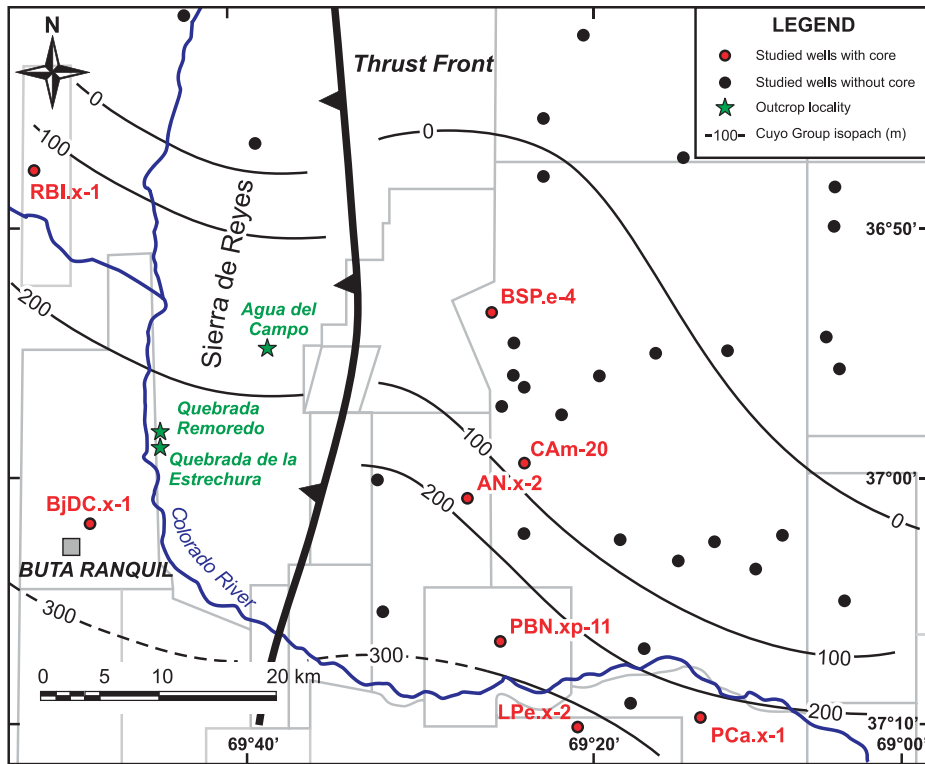 N
Thrust Front
LEGEND
Studied wells with core
Studied wells without core
Outcrop locality
-100- Cuyo Group isopach (m)
0
100
200
0
RBI.x-1
Sierra de Reyes
36°50'
BSP.e-4
Agua del
Campo
Quebrada
Remoredo
Quebrada de la
Estrechura
100
200
CAm-20
AN.x-2
37°00'
0
BjDC.x-1
BUTA RANQUIL
Colorado River
300
300
PBN.xp-11
100
200
LPe.x-2
PCa.x-1
0 5 10 20 km
37°10'
69°40'
69°20'
69°00'